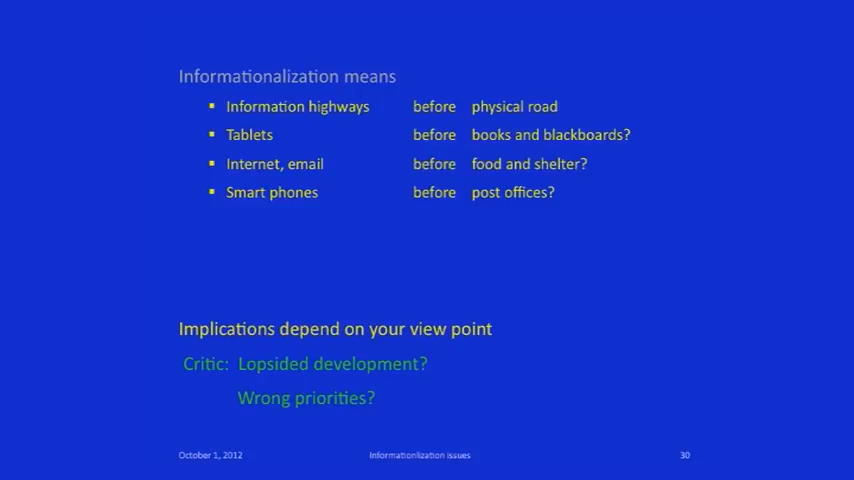 Informationalization means
▪ Information highways before physical road
▪ Tablets before books and blackboards?
▪ Internet, email before food and shelter?
▪ Smart phones before post offices?
Implications depend on your view point
Critic: Lopsided development?
Wrong priorities?
October 1, 2012 Informationlization issues 30